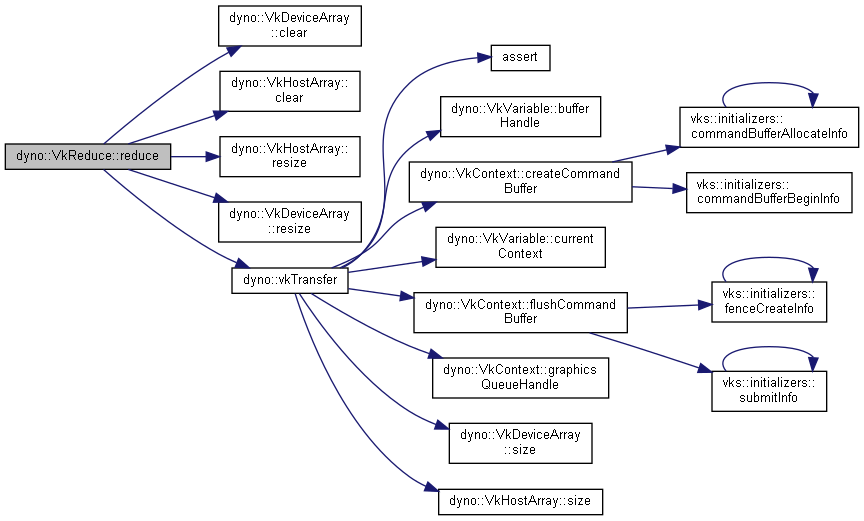 dyno::VkDeviceArray
::clear
dyno::VkHostArray::
clear
dyno::VkReduce::reduce
dyno::VkHostArray::
resize
dyno::VkDeviceArray
::resize
dyno::vkTransfer
assert
dyno::VkVariable::buffer
Handle
dyno::VkContext::createCommand
Buffer
dyno::VkVariable::current
Context
dyno::VkContext::flushCommand
Buffer
dyno::VkContext::graphics
QueueHandle
dyno::VkDeviceArray
::size
dyno::VkHostArray::size
vks::initializers::
commandBufferAllocateInfo
vks::initializers::
commandBufferBeginInfo
vks::initializers::
fenceCreateInfo
vks::initializers::
submitInfo